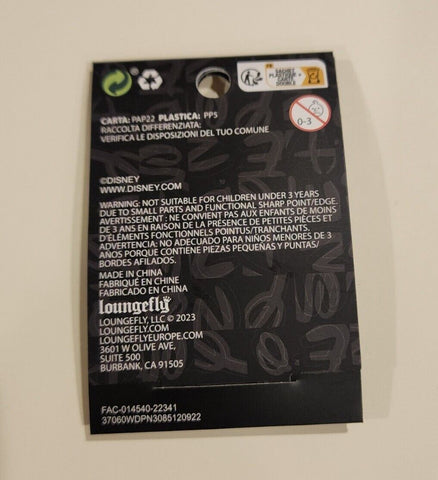 FR
SACHET
PLASTIQUE +
CARTE
DOUBLE
0-3
CARTA: PAP22 PLASTICA: PP5
RACCOLTA DIFFERENZIATA:
VERIFICA LE DISPOSIZIONI DEL TUO COMUNE
©DISNEY
WWW.DISNEY.COM
WARNING: NOT SUITABLE FOR CHILDREN UNDER 3 YEARS
DUE TO SMALL PARTS AND FUNCTIONAL SHARP POINT/EDGE.
AVERTISSEMENT : NE CONVIENT PAS AUX ENFANTS DE MOINS
DE 3 ANS EN RAISON DE LA PRÉSENCE DE PETITES PIÈCES ET
D'ÉLÉMENTS FONCTIONNELS POINTUS/TRANCHANTS.
ADVERTENCIA: NO ADECUADO PARA NIÑOS MENORES DE 3
AÑOS PORQUE CONTIENE PIEZAS PEQUEÑAS Y PUNTAS/
BORDES AFILADOS.
MADE IN CHINA
FABRIQUÉ EN CHINE
FABRICADO EN CHINA
loungefly
LOUNGEFLY, LLC © 2023
LOUNGEFLY.COM
LOUNGEFLYEUROPE.COM
3601 W OLIVE AVE,
SUITE 500
BURBANK, CA 91505
FAC-014540-22341
37060WDPN3085120922